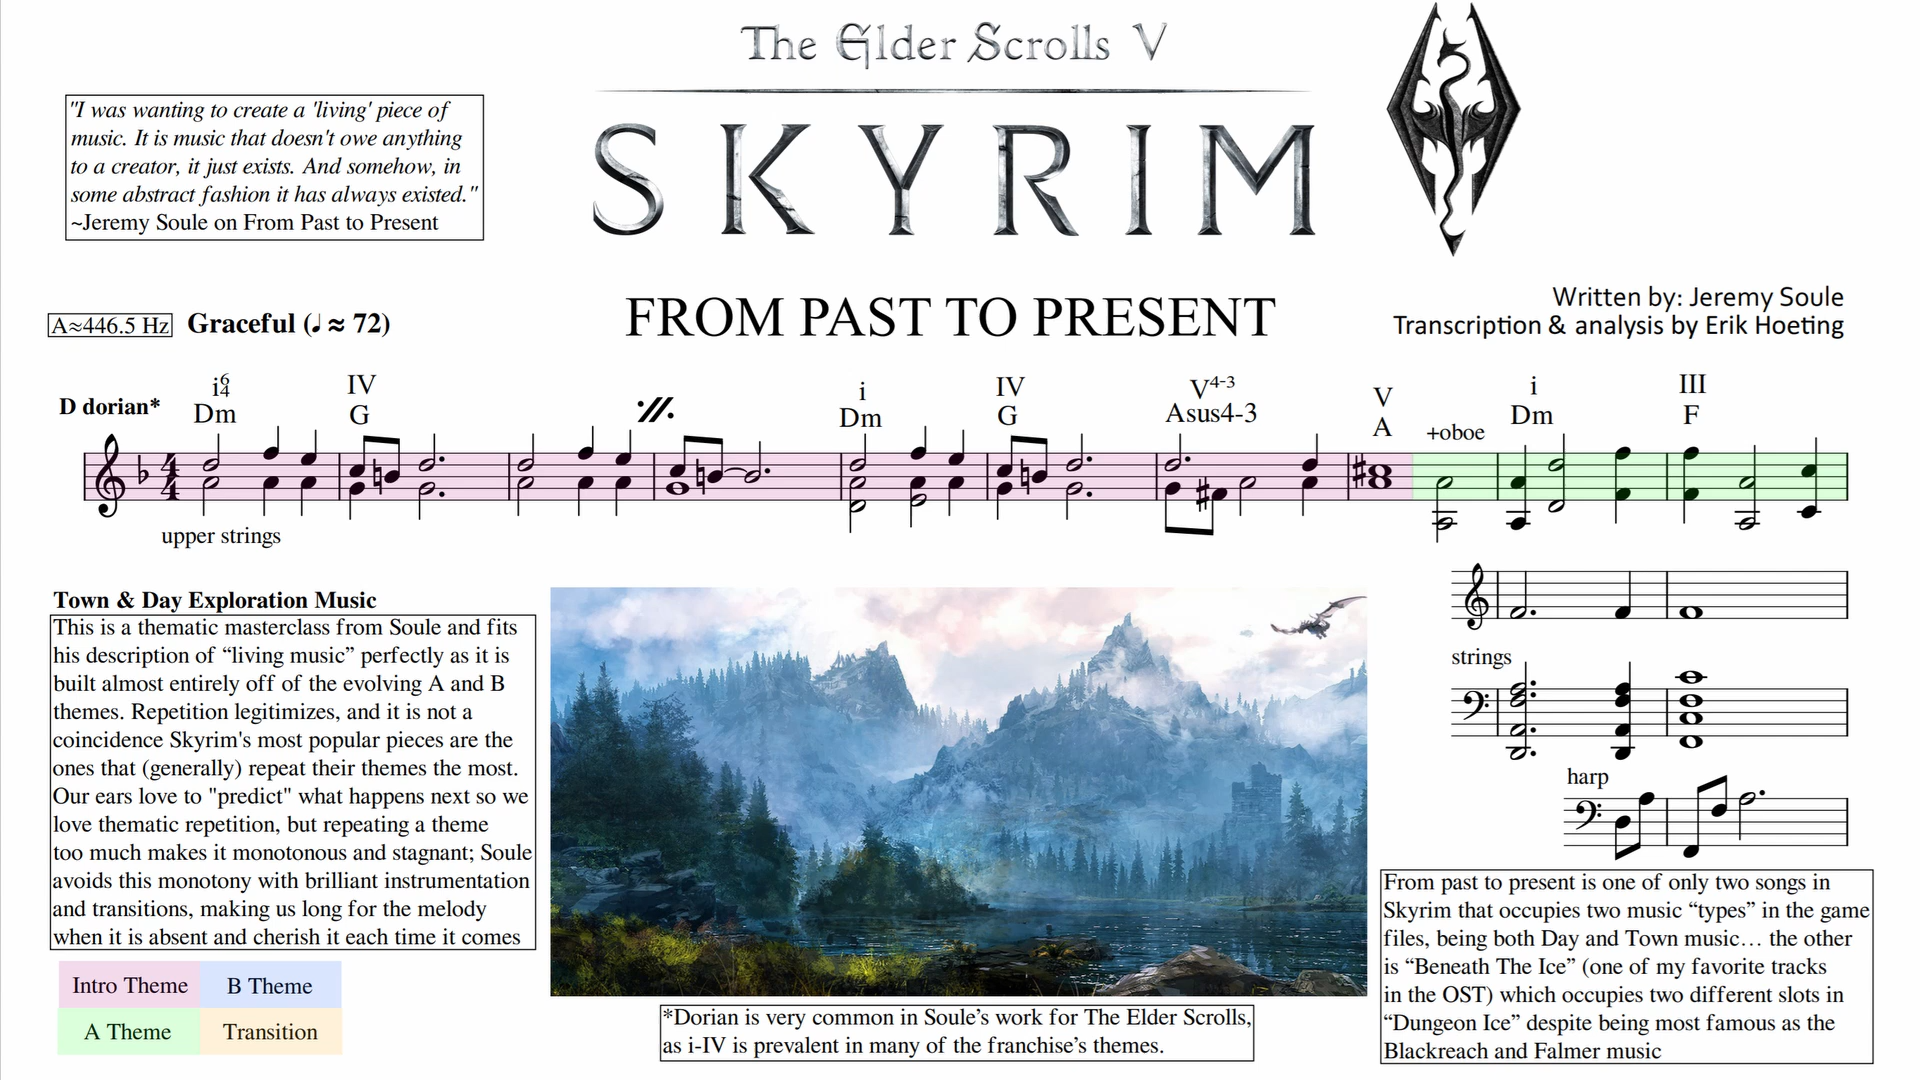 The Elder Scrolls V
SKYRIM
"I was wanting to create a 'living' piece of
music. It is music that doesn't owe anything
to a creator, it just exists. And somehow, in
some abstract fashion it has always existed."
~Jeremy Soule on From Past to Present
FROM PAST TO PRESENT
Written by: Jeremy Soule
Transcription & analysis by Erik Hoeting
A≈446.5 Hz Graceful (♩ ≈ 72)
i64 IV i IV V4-3 V i III
D dorian* Dm G Dm G Asus4-3 A Dm F
+oboe
4
4
upper strings
Town & Day Exploration Music
This is a thematic masterclass from Soule and fits
his description of “living music” perfectly as it is
built almost entirely off of the evolving A and B
themes. Repetition legitimizes, and it is not a
coincidence Skyrim's most popular pieces are the
ones that (generally) repeat their themes the most.
Our ears love to "predict" what happens next so we
love thematic repetition, but repeating a theme
too much makes it monotonous and stagnant; Soule
avoids this monotony with brilliant instrumentation
and transitions, making us long for the melody
when it is absent and cherish it each time it comes
Intro Theme B Theme
A Theme Transition
strings
harp
*Dorian is very common in Soule’s work for The Elder Scrolls,
as i-IV is prevalent in many of the franchise’s themes.
From past to present is one of only two songs in
Skyrim that occupies two music “types” in the game
files, being both Day and Town music… the other
is “Beneath The Ice” (one of my favorite tracks
in the OST) which occupies two different slots in
“Dungeon Ice” despite being most famous as the
Blackreach and Falmer music